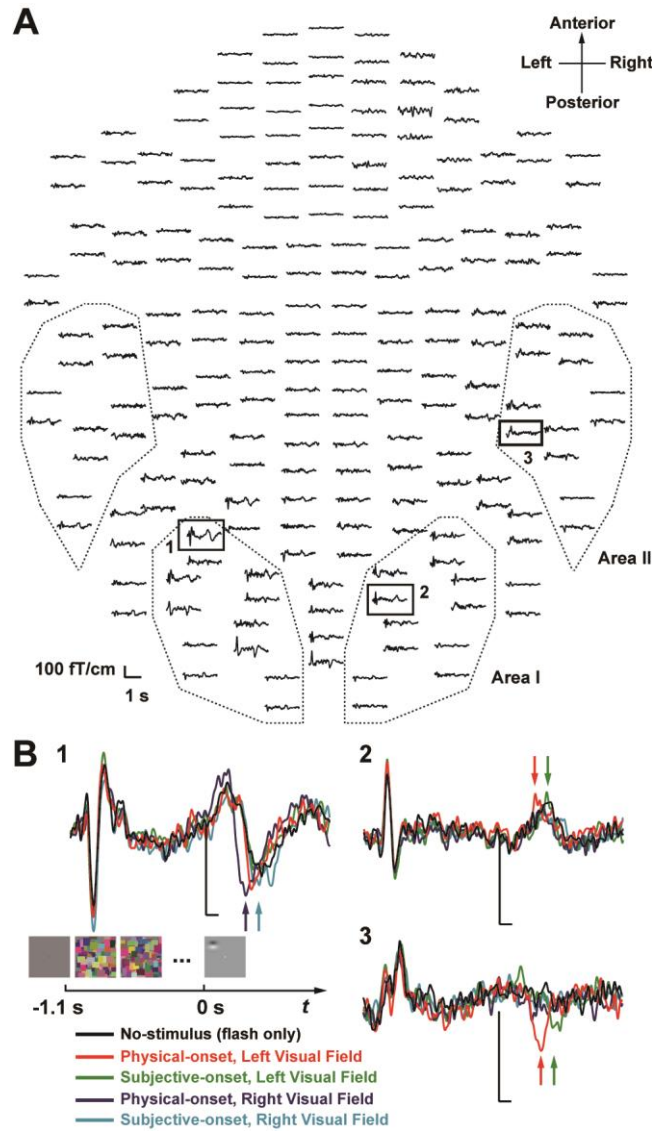 A
Anterior
Left
Right
Posterior
3
Area II
1
2
100 fT/cm
1 s
Area I
B
1
2
...
3
-1.1 s
0 s
t
No-stimulus (flash only)
Physical-onset, Left Visual Field
Subjective-onset, Left Visual Field
Physical-onset, Right Visual Field
Subjective-onset, Right Visual Field